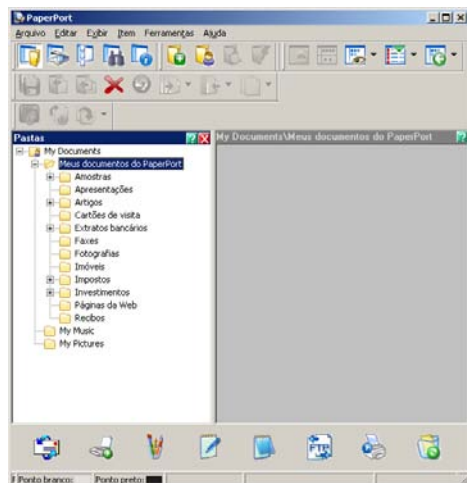 PaperPort
Arquivo Editar Exibir Item Ferramentas Ajuda
Pastas
My Documents\Meus documentos do PaperPort
My Documents
Meus documentos do PaperPort
Amostras
Apresentações
Artigos
Cartões de visita
Extratos bancários
Faxes
Fotografias
Imóveis
Impostos
Investimentos
Páginas da Web
Recibos
My Music
My Pictures
FTP
Ponto branco: Ponto preto: